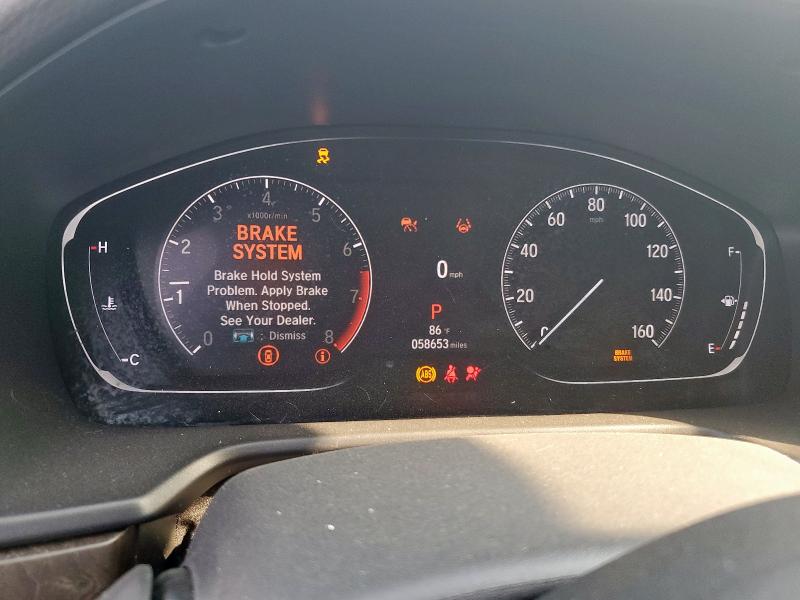 BRAKE
SYSTEM
Brake Hold System
Problem. Apply Brake
When Stopped.
See Your Dealer.
: Dismiss
x1000r/min
0
1
2
3
4
5
6
7
8
H
C
0 mph
P
86 °F
058653 miles
ABS
mph
20
40
60
80
100
120
140
160
BRAKE
SYSTEM
F
E